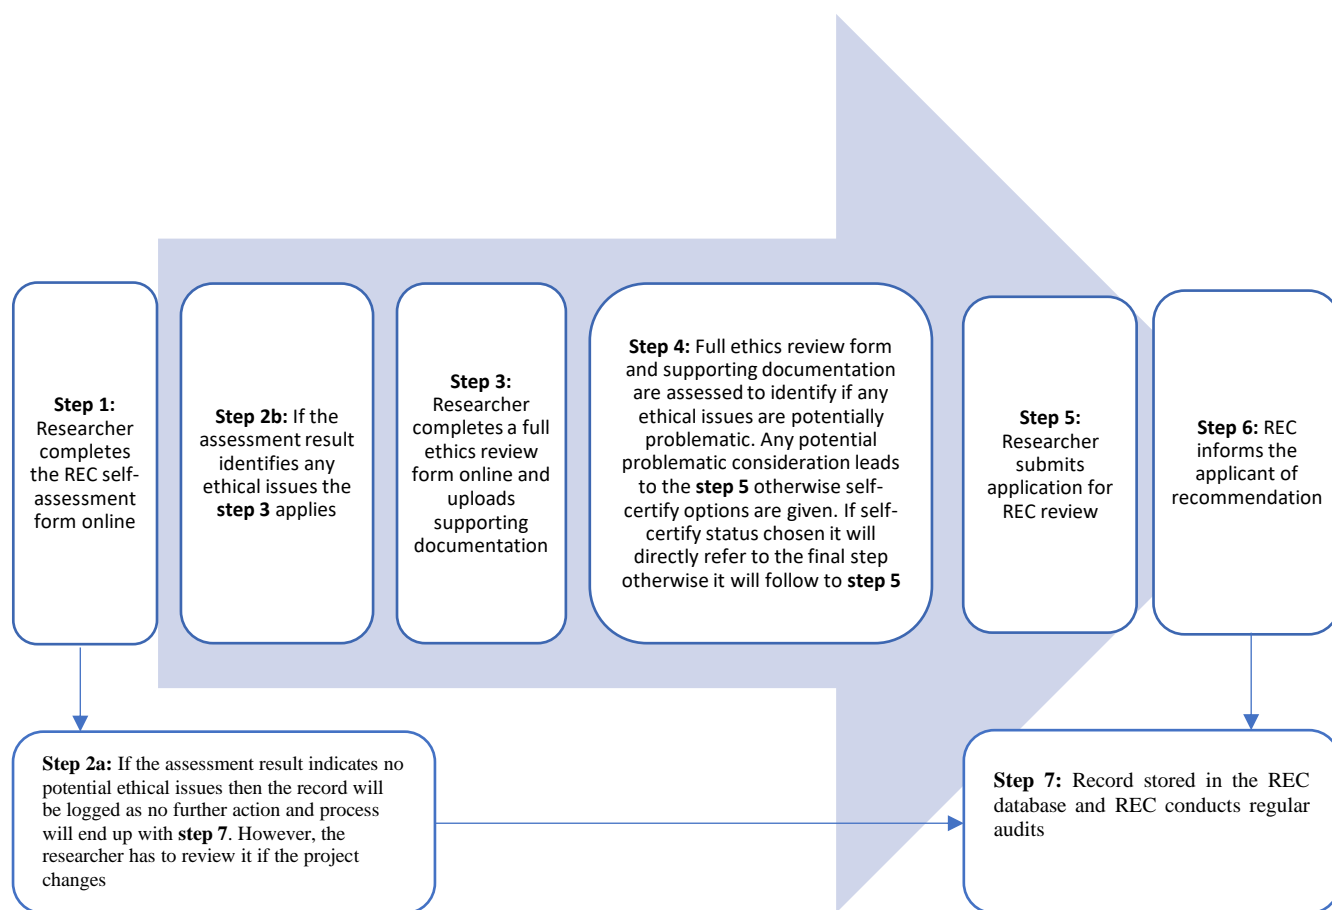 Step 1:
Researcher
completes
the REC self-
assessment
form online
Step 2b: If the
assessment result
identifies any
ethical issues the
step 3 applies
Step 3:
Researcher
completes a full
ethics review
form online and
uploads
supporting
documentation
Step 4: Full ethics review form
and supporting documentation
are assessed to identify if any
ethical issues are potentially
problematic. Any potential
problematic consideration leads
to the step 5 otherwise self-
certify options are given. If self-
certify status chosen it will
directly refer to the final step
otherwise it will follow to step 5
Step 5:
Researcher
submits
application for
REC review
Step 6: REC
informs the
applicant of
recommendation
Step 2a: If the assessment result indicates no
potential ethical issues then the record will
be logged as no further action and process
will end up with step 7. However, the
researcher has to review it if the project
changes
Step 7: Record stored in the REC
database and REC conducts regular
audits